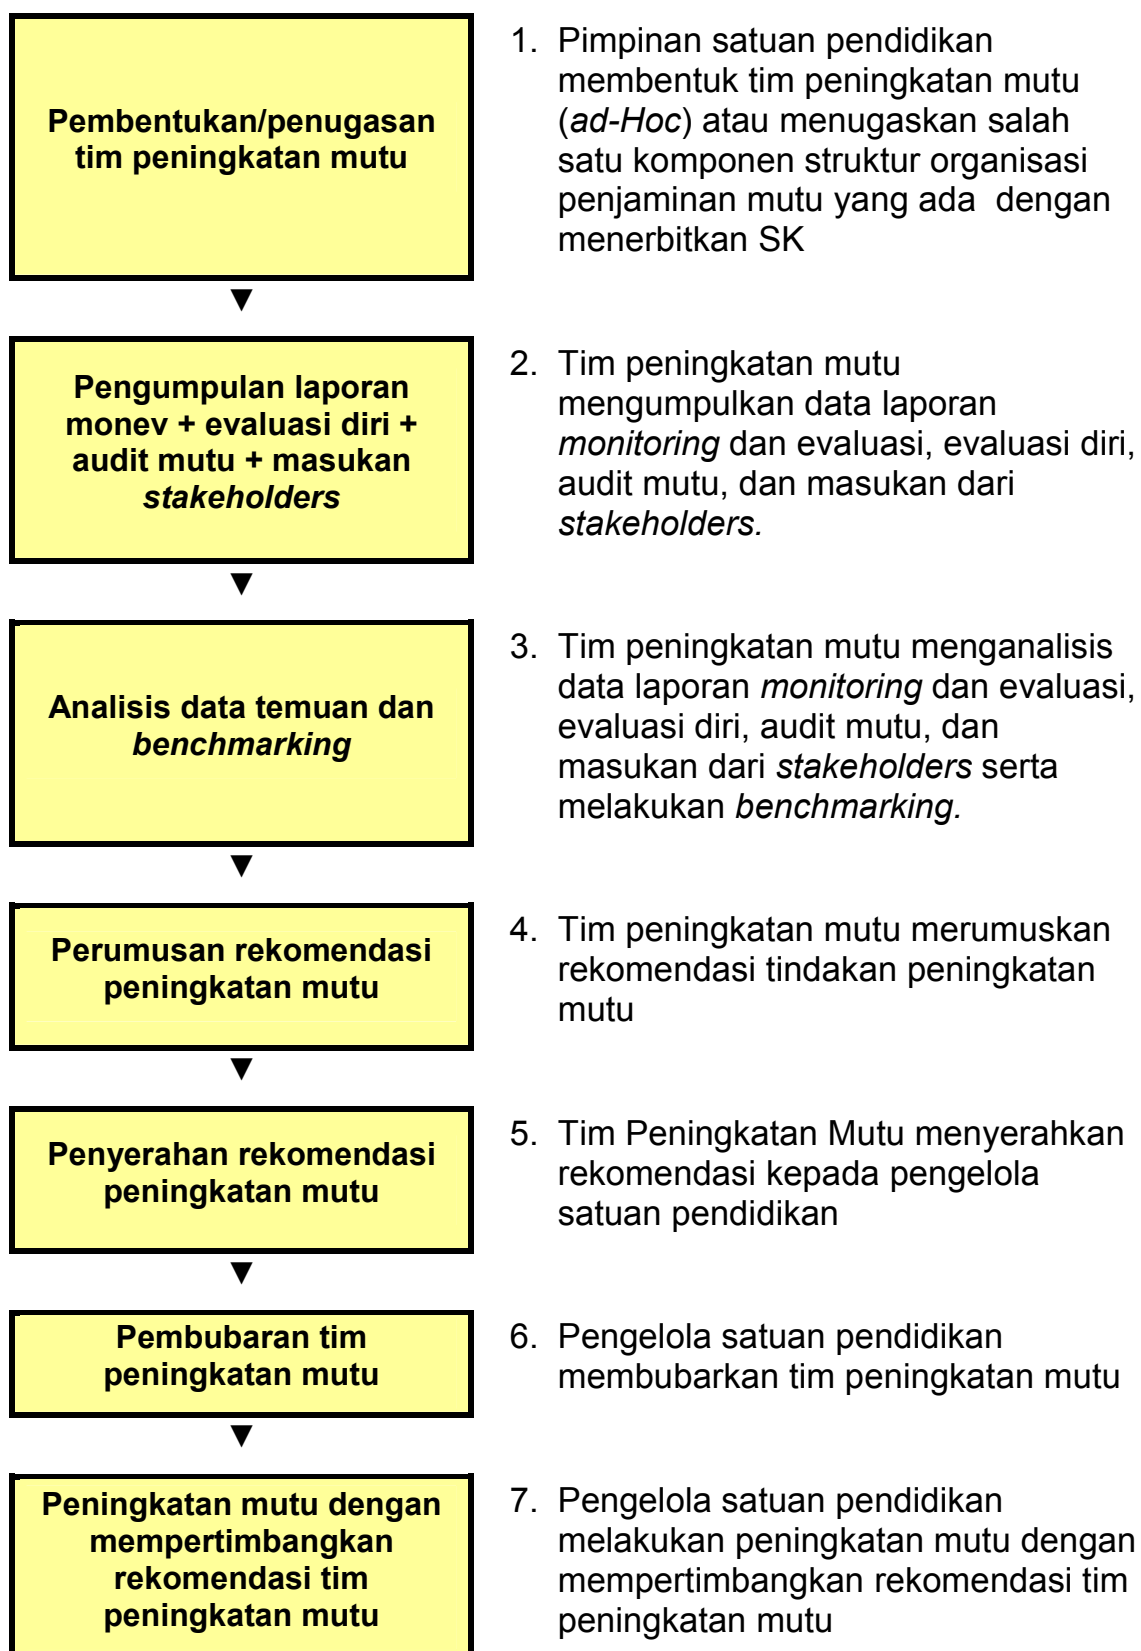 Pembentukan/penugasan
tim peningkatan mutu
1. Pimpinan satuan pendidikan
membentuk tim peningkatan mutu
(ad-Hoc) atau menugaskan salah
satu komponen struktur organisasi
penjaminan mutu yang ada dengan
menerbitkan SK
▼
Pengumpulan laporan
monev + evaluasi diri +
audit mutu + masukan
stakeholders
2. Tim peningkatan mutu
mengumpulkan data laporan
monitoring dan evaluasi, evaluasi diri,
audit mutu, dan masukan dari
stakeholders.
▼
Analisis data temuan dan
benchmarking
3. Tim peningkatan mutu menganalisis
data laporan monitoring dan evaluasi,
evaluasi diri, audit mutu, dan
masukan dari stakeholders serta
melakukan benchmarking.
▼
Perumusan rekomendasi
peningkatan mutu
4. Tim peningkatan mutu merumuskan
rekomendasi tindakan peningkatan
mutu
▼
Penyerahan rekomendasi
peningkatan mutu
5. Tim Peningkatan Mutu menyerahkan
rekomendasi kepada pengelola
satuan pendidikan
▼
Pembubaran tim
peningkatan mutu
6. Pengelola satuan pendidikan
membubarkan tim peningkatan mutu
▼
Peningkatan mutu dengan
mempertimbangkan
rekomendasi tim
peningkatan mutu
7. Pengelola satuan pendidikan
melakukan peningkatan mutu dengan
mempertimbangkan rekomendasi tim
peningkatan mutu